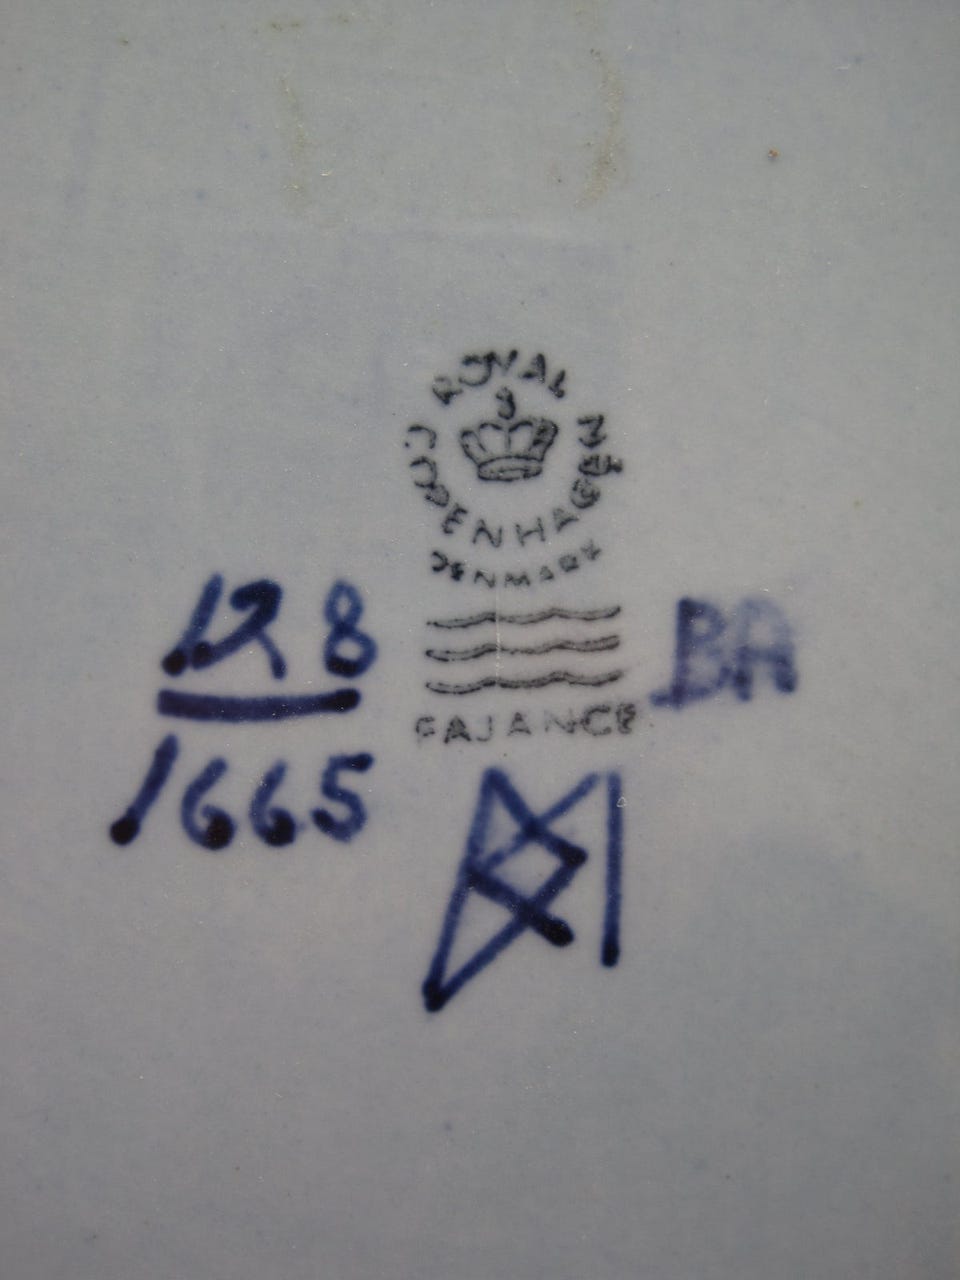 ROYAL
COPENHAGEN
DENMARK
FAJANCE
128
1665
BA